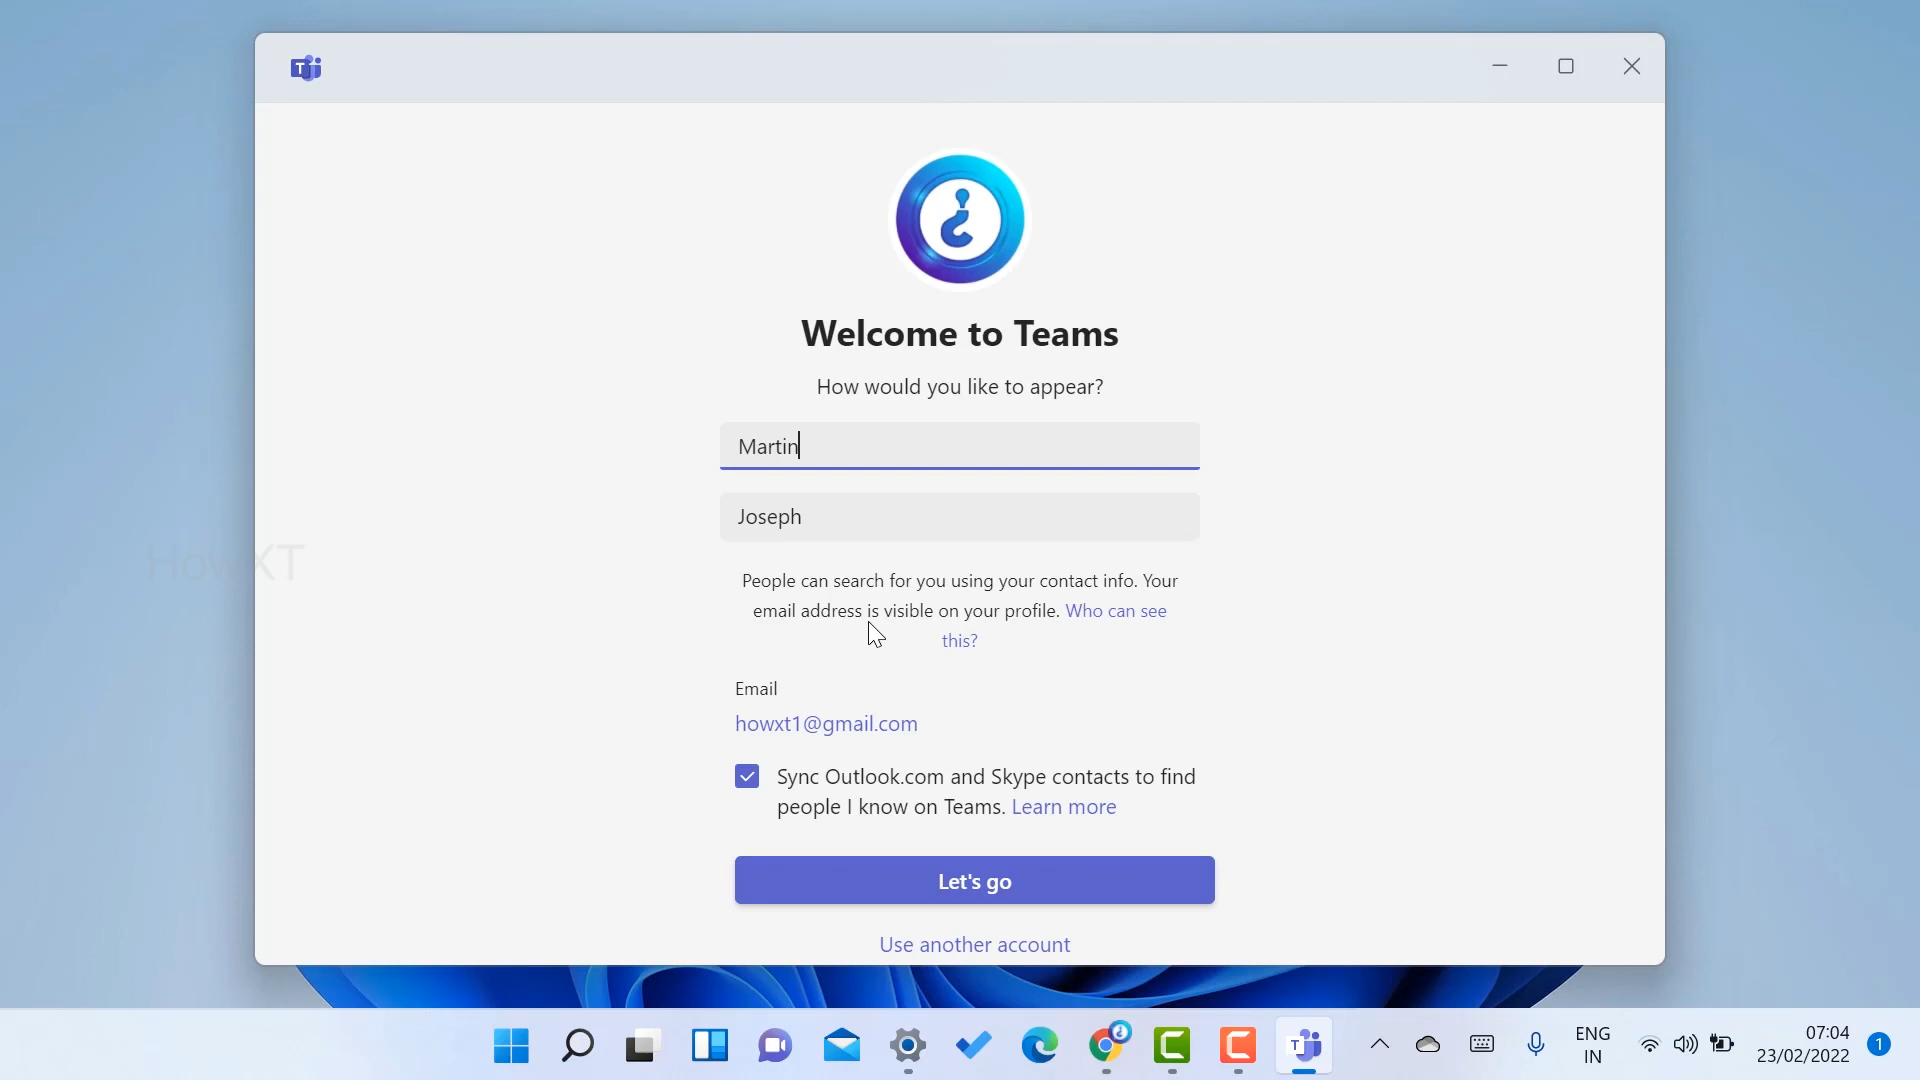 Welcome to Teams
How would you like to appear?
Martin
Joseph
People can search for you using your contact info. Your
email address is visible on your profile. Who can see
this?
HowXT
Email
howxt1@gmail.com
Sync Outlook.com and Skype contacts to find
people I know on Teams. Learn more
Let's go
Use another account
ENG
IN
07:04
23/02/2022
1